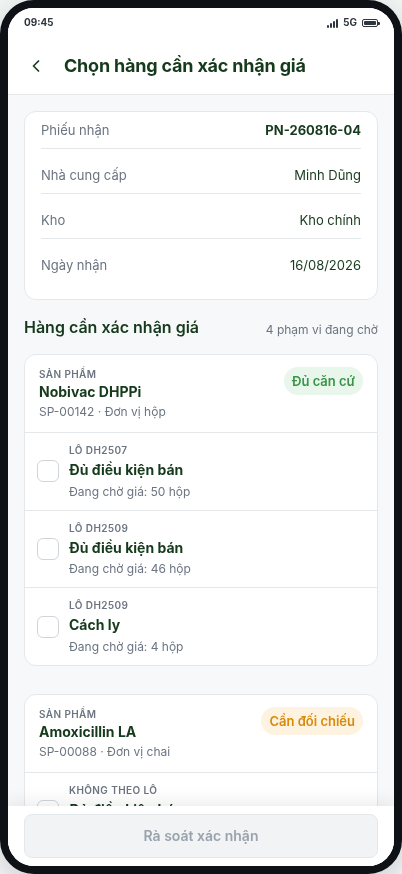 09:45
5G
Chọn hàng cần xác nhận giá
Phiếu nhận PN-260816-04
Nhà cung cấp Minh Dũng
Kho Kho chính
Ngày nhận 16/08/2026
Hàng cần xác nhận giá 4 phạm vi đang chờ
SẢN PHẨM
Đủ căn cứ
Nobivac DHPPi
SP-00142 · Đơn vị hộp
LÔ DH2507
Đủ điều kiện bán
Đang chờ giá: 50 hộp
LÔ DH2509
Đủ điều kiện bán
Đang chờ giá: 46 hộp
LÔ DH2509
Cách ly
Đang chờ giá: 4 hộp
SẢN PHẨM
Cần đối chiếu
Amoxicillin LA
SP-00088 · Đơn vị chai
KHÔNG THEO LÔ
Rà soát xác nhận